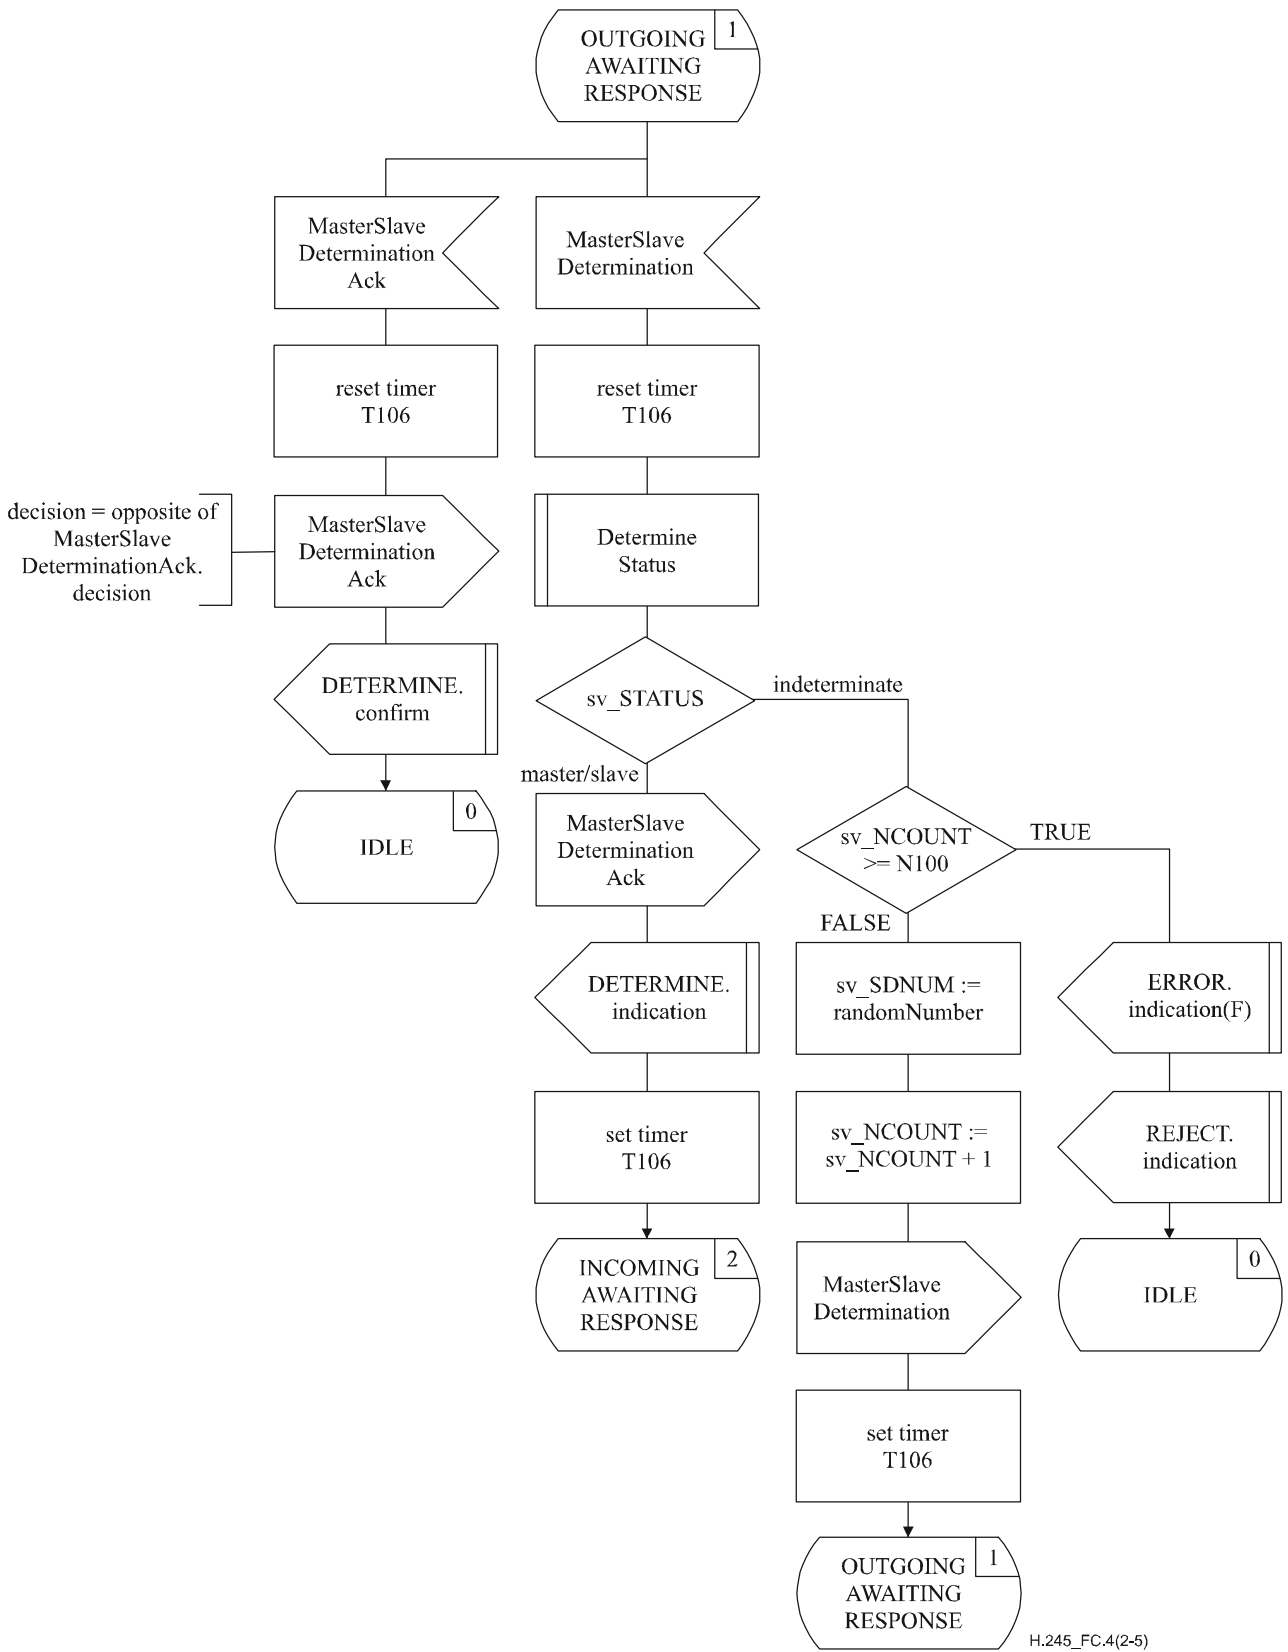 OUTGOING
AWAITING
RESPONSE
1
MasterSlave
Determination
Ack
MasterSlave
Determination
reset timer
T106
reset timer
T106
decision = opposite of
MasterSlave
DeterminationAck.
decision
MasterSlave
Determination
Ack
Determine
Status
DETERMINE.
confirm
sv_STATUS
indeterminate
master/slave
IDLE
0
MasterSlave
Determination
Ack
sv_NCOUNT
>= N100
TRUE
FALSE
DETERMINE.
indication
sv_SDNUM :=
randomNumber
ERROR.
indication(F)
set timer
T106
sv_NCOUNT :=
sv_NCOUNT + 1
REJECT.
indication
INCOMING
AWAITING
RESPONSE
2
MasterSlave
Determination
IDLE
0
set timer
T106
OUTGOING
AWAITING
RESPONSE
1
H.245_FC.4(2-5)